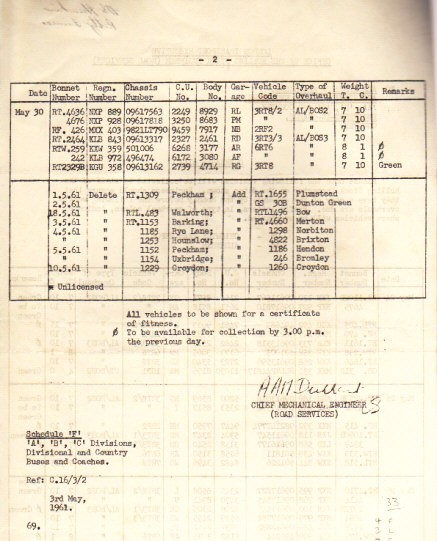 - 2 -
Date Bonnet Number Regn. Number Chassis Number C.U. No. Body No. Gar-age Vehicle Code Type of Overhaul Weight T. C. Remarks
May 30 RT.4636 NXP 889 09617563 2249 8929 RL 3RT8/2 AL/BOS2 7 10
4676 NXP 928 09617818 3250 8683 PM " " 7 10
RF. 426 MXX 403 9821LT790 9459 7917 NB 2RF2 " 7 10
RT.2464 KLB 843 09613317 2327 2461 RD 3RT3/3 AL/BOS3 7 10
RTW.259 KXW 359 501006 6268 3177 AR 6RT6 " 8 1 ø
242 KLB 972 496474 6172 3080 AF " " 8 1 ø
RT2329B KGU 358 09613162 2739 4714 RG 3RT8 " 7 10 Green
1.5.61 Delete RT.1309 Peckham; Add RT.1655 Plumstead
2.5.61 " GS 30B Dunton Green
18.5.61 " RTL.483 Walworth; " RTL1496 Bow
3.5.61 " RT.1153 Barking; " RT.4660 Merton
4.5.61 " 1185 Rye Lane; " 1298 Norbiton
" " 1253 Hounslow; " 4822 Brixton
5.5.61 " 1152 Peckham; " 1186 Hendon
" " 1154 Uxbridge; " 246 Bromley
10.5.61 " 1229 Croydon; " 1260 Croydon
* Unlicensed
All vehicles to be shown for a certificate
of fitness.
ø To be available for collection by 3.00 p.m.
the previous day.
CHIEF MECHANICAL ENGINEER
(ROAD SERVICES)
Schedule 'F'
'A', 'B', 'C' Divisions,
Divisional and Country
Buses and Coaches.
Ref: C.16/3/2
3rd May,
1961.
33
69.